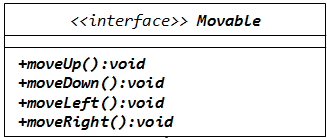 <<interface>> Movable
+moveUp():void
+moveDown():void
+moveLeft():void
+moveRight():void